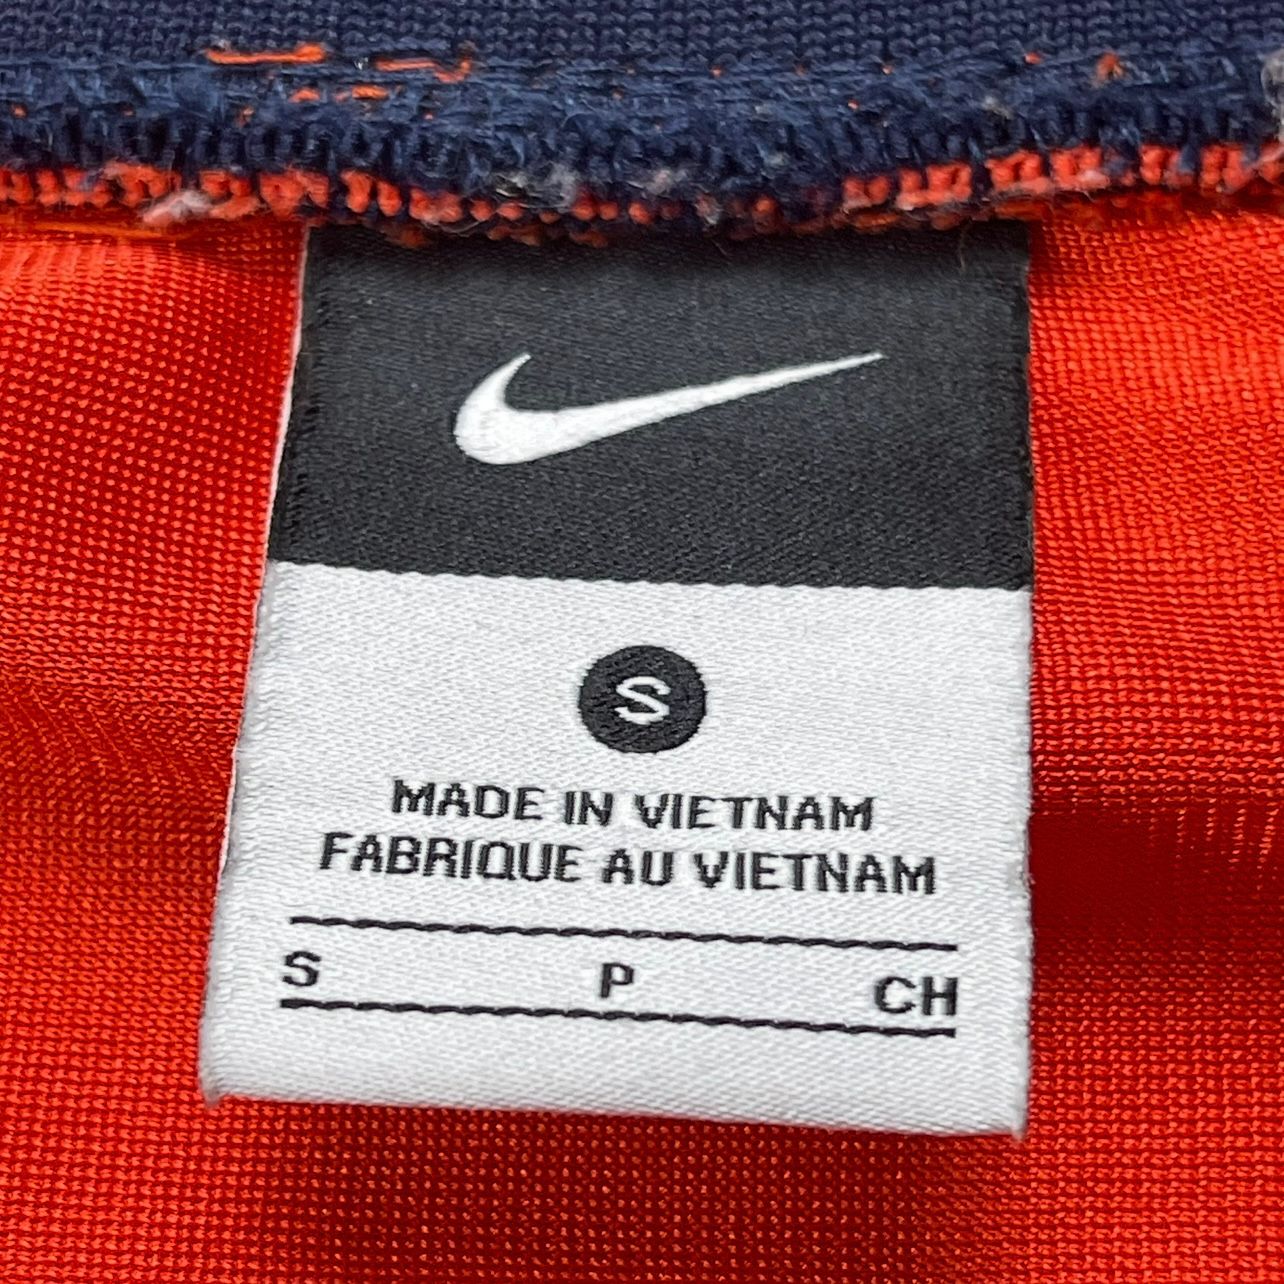 S
MADE IN VIETNAM
FABRIQUE AU VIETNAM
S P CH